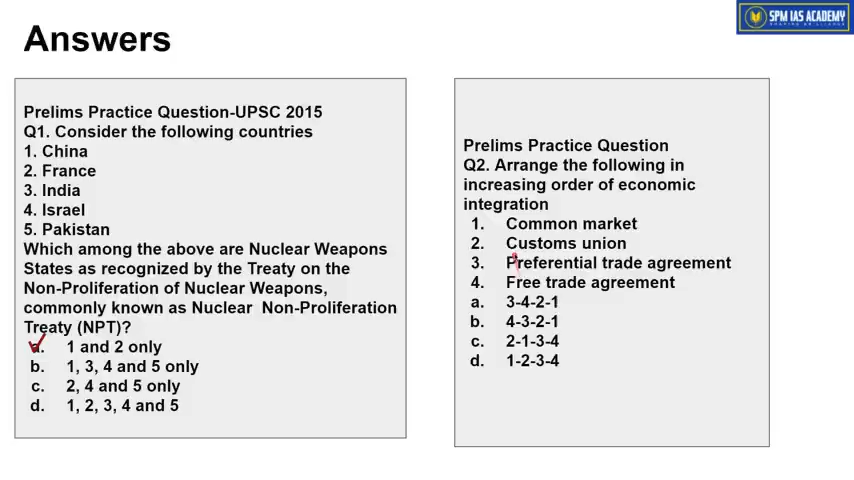 Answers
SPM IAS ACADEMY
Prelims Practice Question-UPSC 2015
Q1. Consider the following countries
1. China
2. France
3. India
4. Israel
5. Pakistan
Which among the above are Nuclear Weapons
States as recognized by the Treaty on the
Non-Proliferation of Nuclear Weapons,
commonly known as Nuclear Non-Proliferation
Treaty (NPT)?
a. 1 and 2 only
b. 1, 3, 4 and 5 only
c. 2, 4 and 5 only
d. 1, 2, 3, 4 and 5
Prelims Practice Question
Q2. Arrange the following in
increasing order of economic
integration
1. Common market
2. Customs union
3. Preferential trade agreement
4. Free trade agreement
a. 3-4-2-1
b. 4-3-2-1
c. 2-1-3-4
d. 1-2-3-4